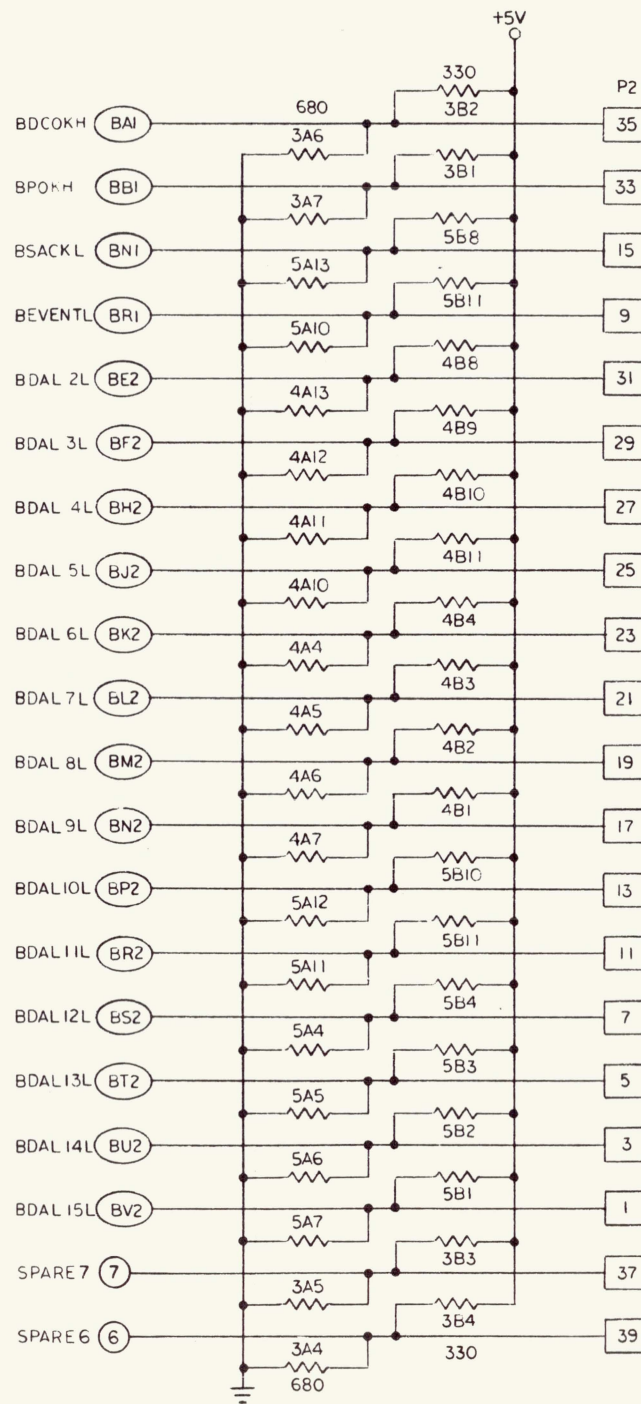 +5V
330
P2
680
3B2
BDCOKH BA1 35
3A6
3B1
BPOKH BB1 33
3A7
5B8
BSACKL BN1 15
5A13
5B11
BEVENTL BR1 9
5A10
4B8
BDAL 2L BE2 31
4A13
4B9
BDAL 3L BF2 29
4A12
4B10
BDAL 4L BH2 27
4A11
4B11
BDAL 5L BJ2 25
4A10
4B4
BDAL 6L BK2 23
4A4
4B3
BDAL 7L BL2 21
4A5
4B2
BDAL 8L BM2 19
4A6
4B1
BDAL 9L BN2 17
4A7
5B10
BDAL10L BP2 13
5A12
5B11
BDAL11L BR2 11
5A11
5B4
BDAL12L BS2 7
5A4
5B3
BDAL13L BT2 5
5A5
5B2
BDAL14L BU2 3
5A6
5B1
BDAL15L BV2 1
5A7
3B3
SPARE7 7 37
3A5
3B4
SPARE6 6 39
3A4 330
680